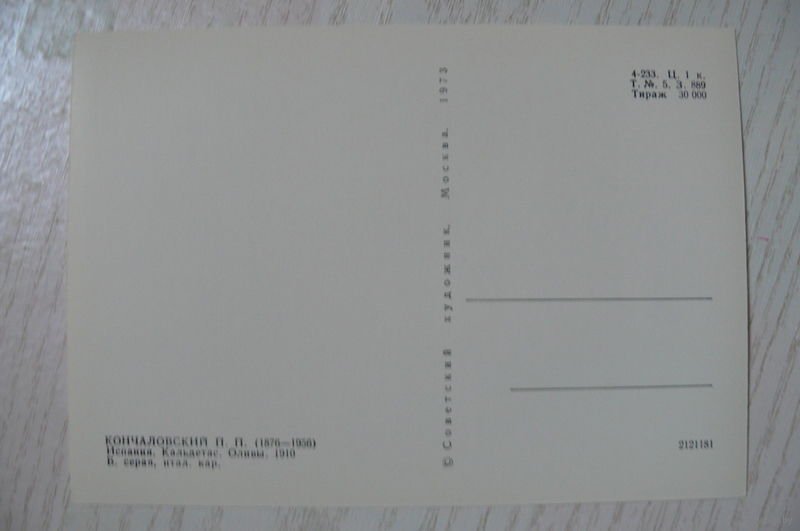 4-233. Ц. 1 к.
Т. №. 5. З. 889
Тираж 30 000
© Советский художник. Москва. 1973
КОНЧАЛОВСКИЙ П. П. (1876—1956)
Испания. Кальдетас. Оливы. 1910
Б. серая, итал. кар.
2121181